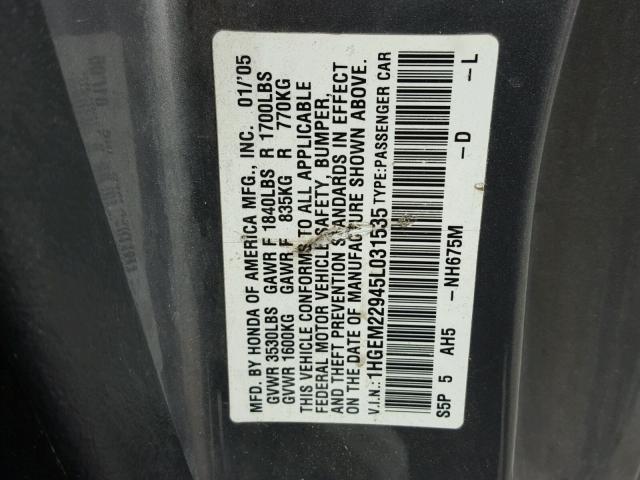 MFD. BY HONDA OF AMERICA MFG., INC. 01/'05
GVWR 3530LBS GAWR F 1840LBS R 1700LBS
GVWR 1600KG GAWR F 835KG R 770KG
THIS VEHICLE CONFORMS TO ALL APPLICABLE
FEDERAL MOTOR VEHICLE SAFETY, BUMPER,
AND THEFT PREVENTION STANDARDS IN EFFECT
ON THE DATE OF MANUFACTURE SHOWN ABOVE.
V.I.N.:1HGEM22945L031535 TYPE:PASSENGER CAR
S5P 5 AH5 -NH675M -D -L